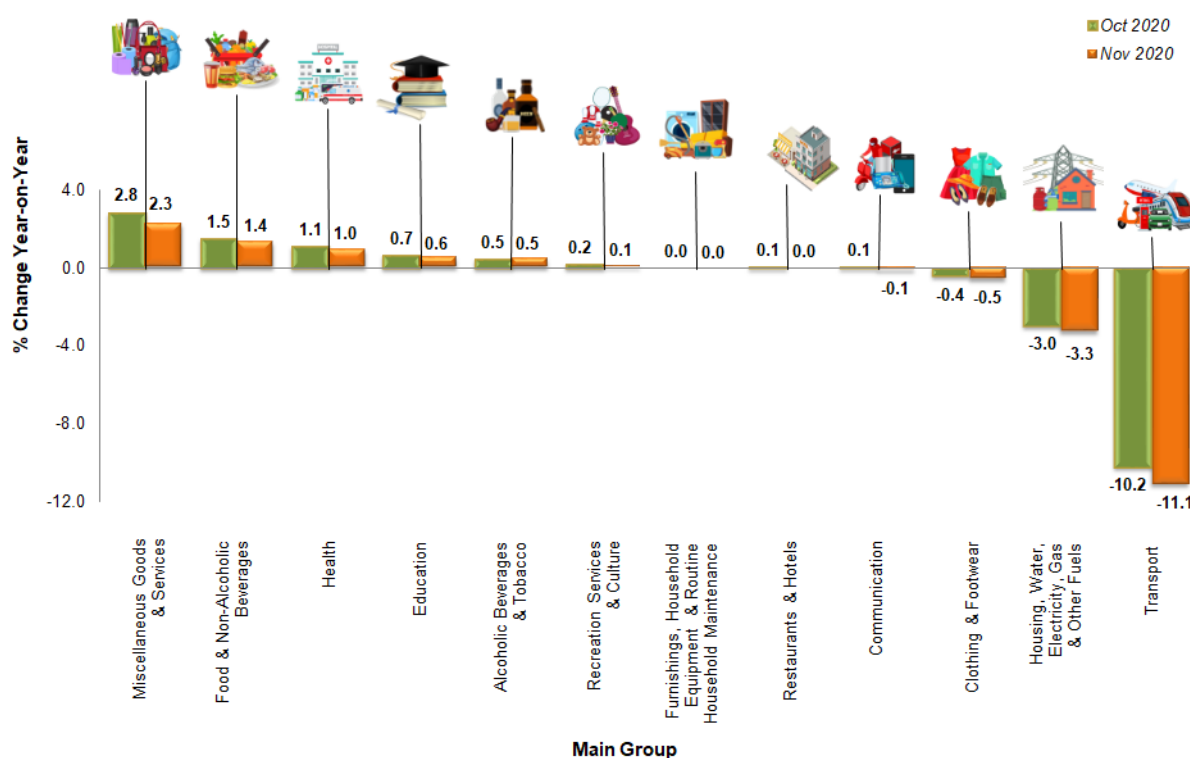 Oct 2020
Nov 2020
% Change Year-on-Year
4.0
0.0
-4.0
-8.0
-12.0
2.8
2.3
1.5
1.4
1.1
1.0
0.7
0.6
0.5
0.5
0.2
0.1
0.0
0.0
0.1
0.0
0.1
-0.1
-0.4
-0.5
-3.0
-3.3
-10.2
-11.1
Miscellaneous Goods
& Services
Food & Non-Alcoholic
Beverages
Health
Education
Alcoholic Beverages
& Tobacco
Recreation Services
& Culture
Furnishings, Household
Equipment & Routine
Household Maintenance
Restaurants & Hotels
Communication
Clothing & Footwear
Housing, Water,
Electricity, Gas
& Other Fuels
Transport
Main Group